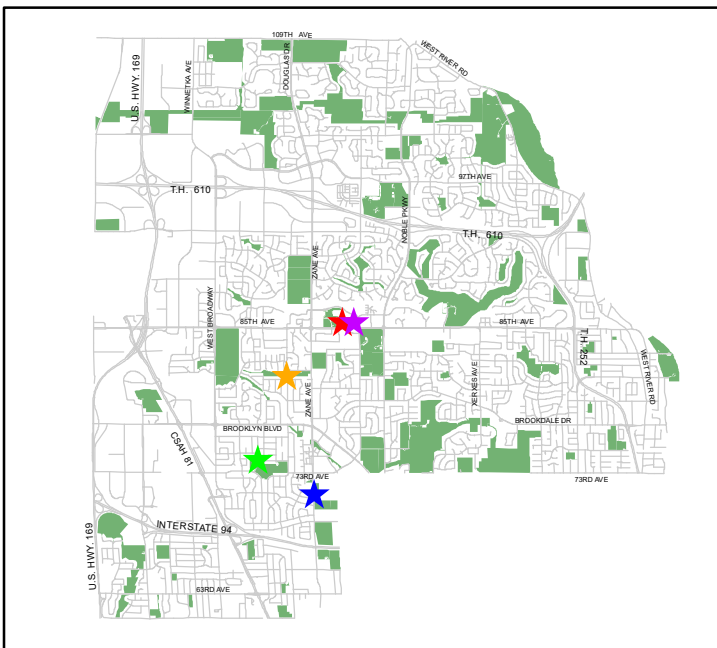 109TH AVE
WEST RIVER RD
DOUGLAS DR
U.S. HWY. 169
WINNETKA AVE
97TH AVE
T.H. 610
NOBLE PKWY
T.H. 610
ZANE AVE
WEST BROADWAY
85TH AVE
85TH AVE
T.H. 252
WEST RIVER RD
XERXES AVE
ZANE AVE
BROOKDALE DR
BROOKLYN BLVD
CSAH 81
73RD AVE
73RD AVE
INTERSTATE 94
U.S. HWY. 169
63RD AVE